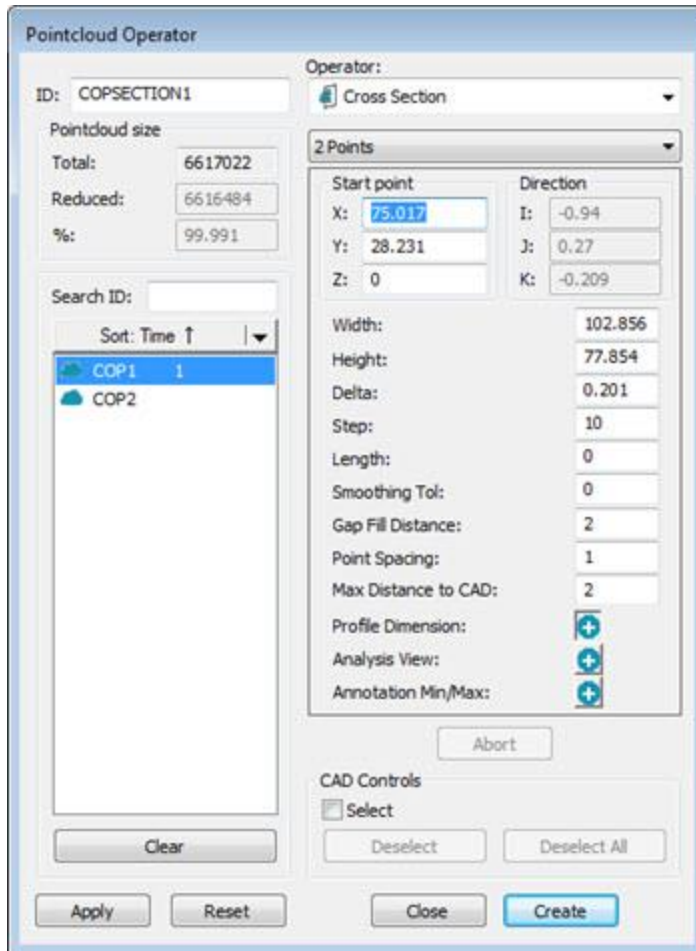 Pointcloud Operator
ID: COPSECTION1
Operator:
Cross Section
Pointcloud size
Total: 6617022
Reduced: 6616484
%: 99.991
Search ID:
Sort: Time ↑
COP1 1
COP2
Clear
2 Points
Start point
X: 75.017
Y: 28.231
Z: 0
Direction
I: -0.94
J: 0.27
K: -0.209
Width: 102.856
Height: 77.854
Delta: 0.201
Step: 10
Length: 0
Smoothing Tol: 0
Gap Fill Distance: 2
Point Spacing: 1
Max Distance to CAD: 2
Profile Dimension:
Analysis View:
Annotation Min/Max:
Abort
CAD Controls
Select
Deselect Deselect All
Apply Reset Close Create